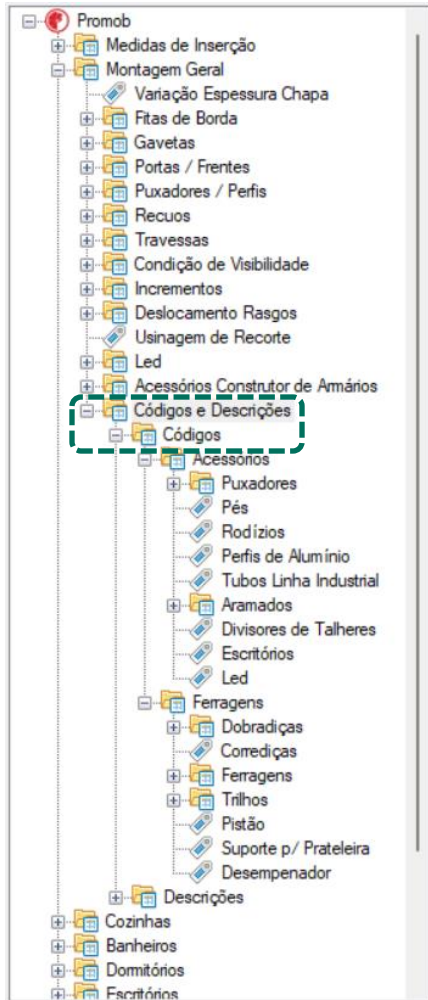 Promob
Medidas de Inserção
Montagem Geral
Variação Espessura Chapa
Fitas de Borda
Gavetas
Portas / Frentes
Puxadores / Perfis
Recuos
Travessas
Condição de Visibilidade
Incrementos
Deslocamento Rasgos
Usinagem de Recorte
Led
Acessórios Construtor de Armários
Códigos e Descrições
Códigos
Acessórios
Puxadores
Pés
Rodízios
Perfis de Alumínio
Tubos Linha Industrial
Aramados
Divisores de Talheres
Escritórios
Led
Ferragens
Dobradiças
Corrediças
Ferragens
Trilhos
Pistão
Suporte p/ Prateleira
Desempenador
Descrições
Cozinhas
Banheiros
Dormitórios
Escritórios